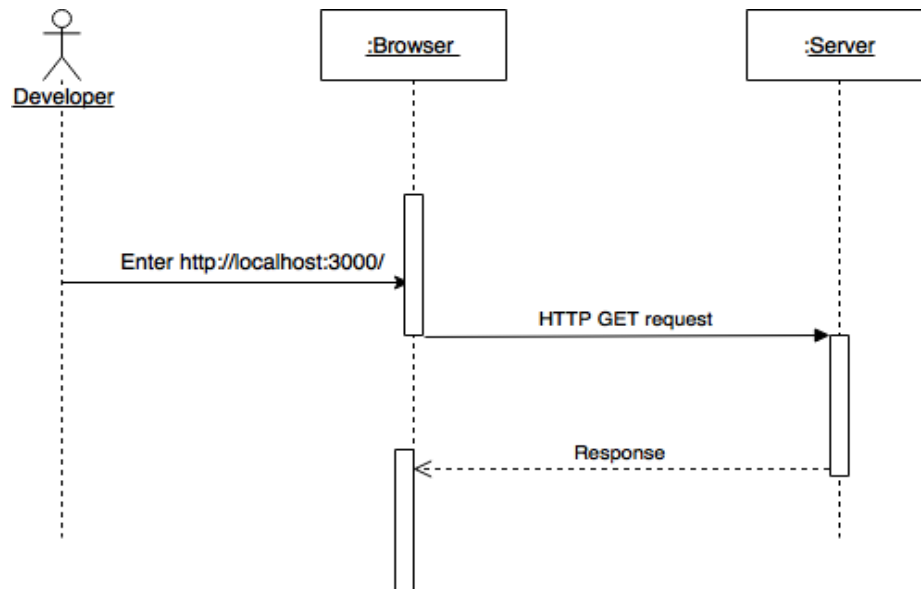 :Browser
:Server
Developer
Enter http://localhost:3000/
HTTP GET request
Response